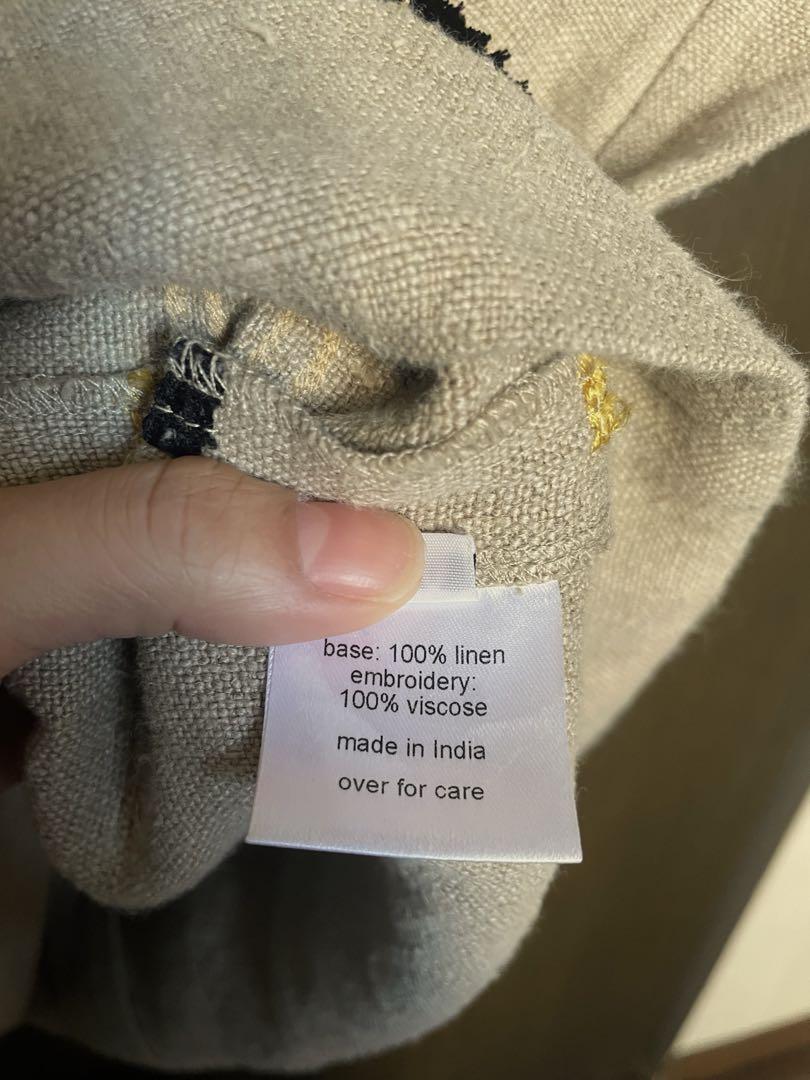 base: 100% linen
embroidery:
100% viscose
made in India
over for care